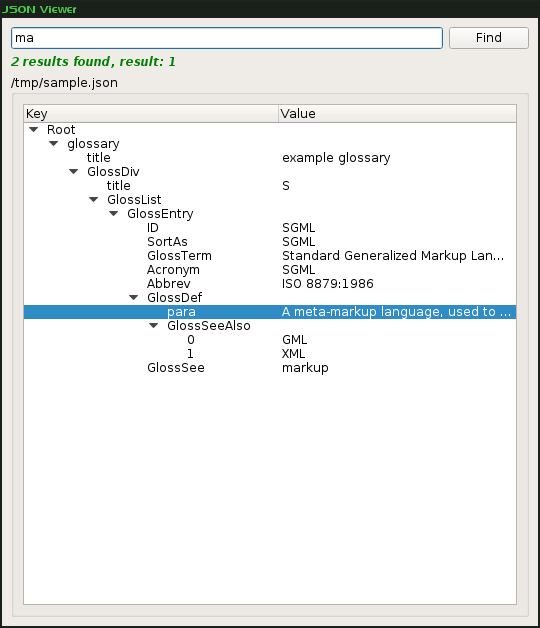 JSON Viewer
ma Find
2 results found, result: 1
/tmp/sample.json
Key Value
Root
glossary
title example glossary
GlossDiv
title S
GlossList
GlossEntry
ID SGML
SortAs SGML
GlossTerm Standard Generalized Markup Lan...
Acronym SGML
Abbrev ISO 8879:1986
GlossDef
para A meta-markup language, used to ...
GlossSeeAlso
0 GML
1 XML
GlossSee markup